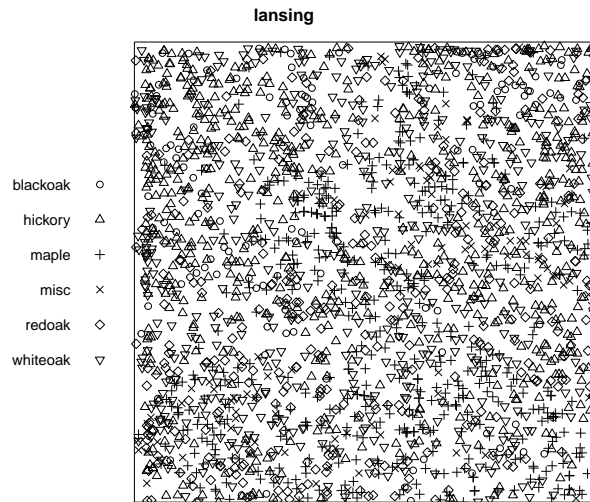 lansing
blackoak
hickory
maple
misc
redoak
whiteoak